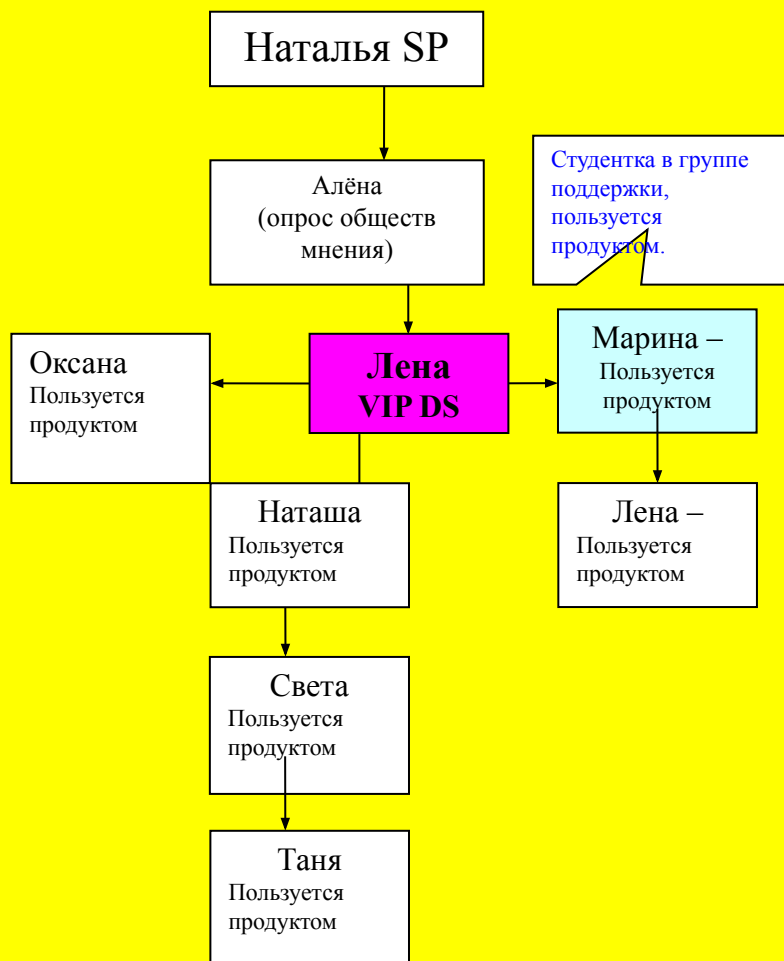 Наталья SP
Алёна
(опрос обществ
мнения)
Студентка в группе
поддержки,
пользуется
продуктом.
Оксана
Пользуется
продуктом
Лена
VIP DS
Марина –
Пользуется
продуктом
Наташа
Пользуется
продуктом
Лена –
Пользуется
продуктом
Света
Пользуется
продуктом
Таня
Пользуется
продуктом